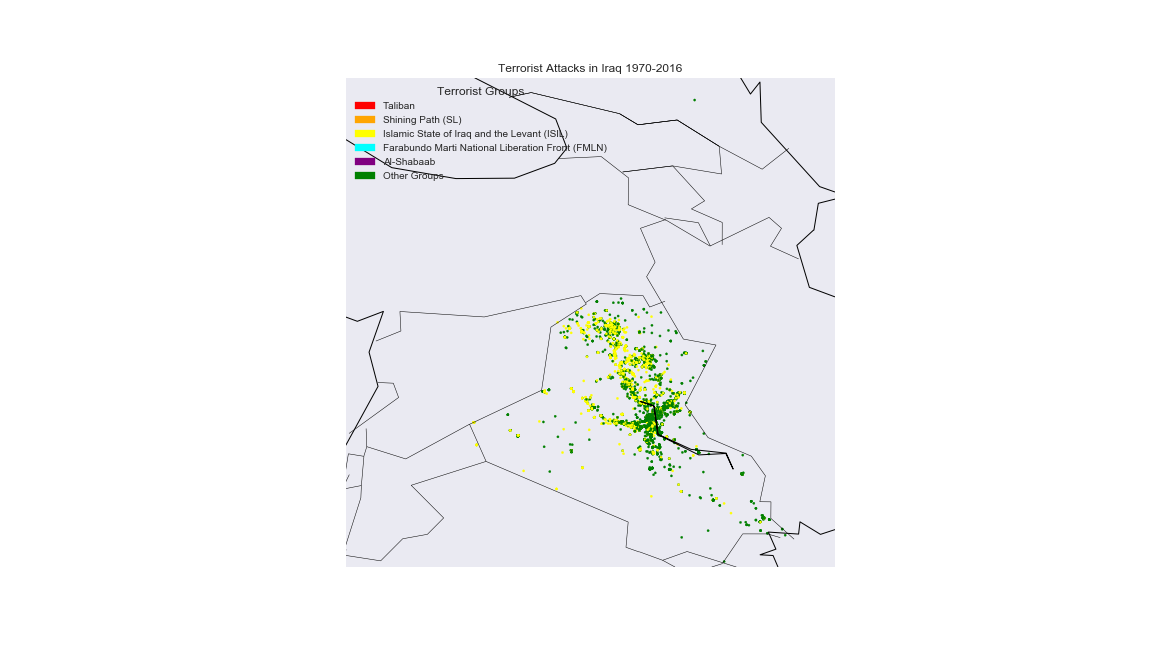 Terrorist Attacks in Iraq 1970-2016
Terrorist Groups
Taliban
Shining Path (SL)
Islamic State of Iraq and the Levant (ISIL)
Farabundo Marti National Liberation Front (FMLN)
Al-Shabaab
Other Groups